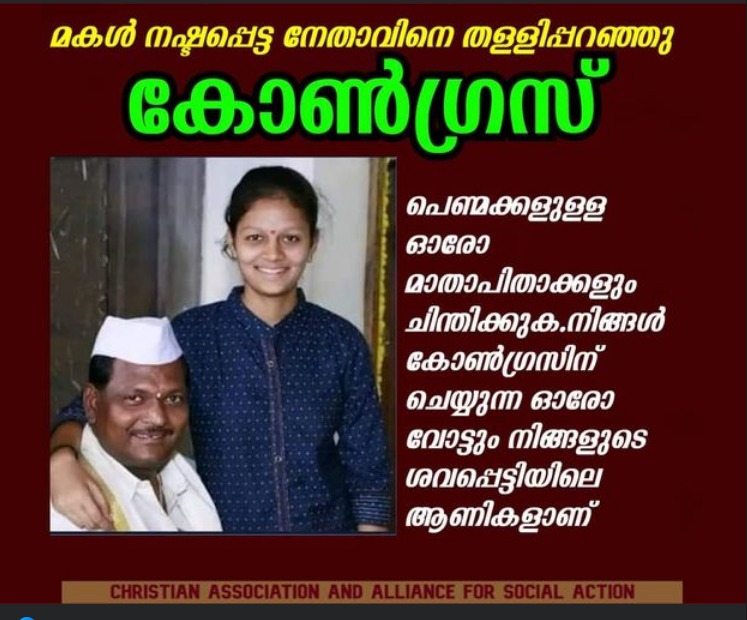 മകൾ നഷ്ടപ്പെട്ട നേതാവിനെ തള്ളിപ്പറഞ്ഞു
കോൺഗ്രസ്
പെണ്മക്കളുള്ള
ഓരോ
മാതാപിതാക്കളും
ചിന്തിക്കുക.നിങ്ങൾ
കോൺഗ്രസിന്
ചെയ്യുന്ന ഓരോ
വോട്ടും നിങ്ങളുടെ
ശവപ്പെട്ടിയിലെ
ആണികളാണ്
CHRISTIAN ASSOCIATION AND ALLIANCE FOR SOCIAL ACTION